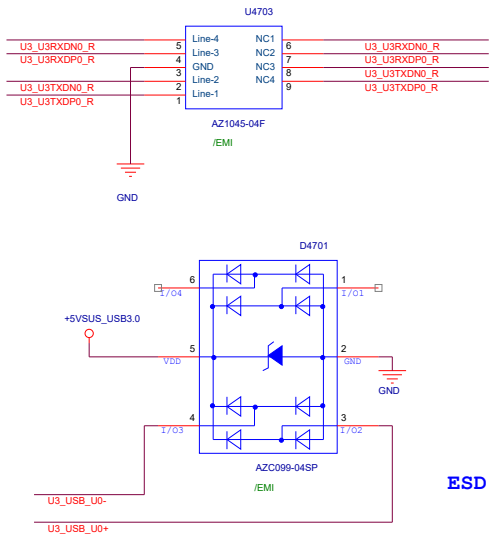 U4703
Line-4 NC1
U3_U3RXDN0_R 5 6 U3_U3RXDN0_R
Line-3 NC2
U3_U3RXDP0_R 4 7 U3_U3RXDP0_R
GND NC3
3 8 U3_U3TXDN0_R
Line-2 NC4
U3_U3TXDN0_R 2 9 U3_U3TXDP0_R
Line-1
U3_U3TXDP0_R 1
AZ1045-04F
/EMI
GND
D4701
6 1
I/O4 I/O1
+5VSUS_USB3.0
5 2
VDD GND
GND
4 3
I/O3 I/O2
AZC099-04SP
/EMI
ESD
U3_USB_U0-
U3_USB_U0+